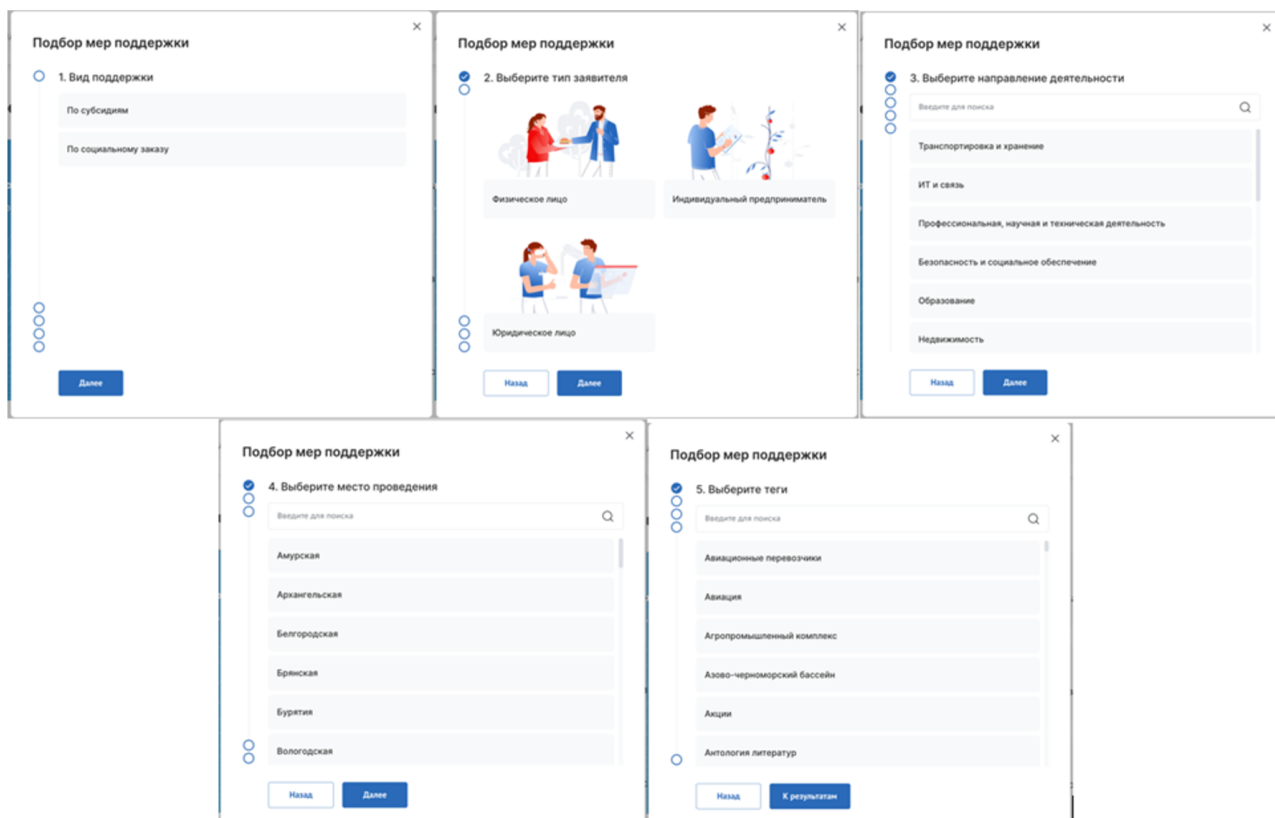 Подбор мер поддержки
1. Вид поддержки
По субсидиям
По социальному заказу
Далее
Подбор мер поддержки
2. Выберите тип заявителя
Физическое лицо
Индивидуальный предприниматель
Юридическое лицо
Назад
Далее
Подбор мер поддержки
3. Выберите направление деятельности
Введите для поиска
Транспортировка и хранение
ИТ и связь
Профессиональная, научная и техническая деятельность
Безопасность и социальное обеспечение
Образование
Недвижимость
Назад
Далее
Подбор мер поддержки
4. Выберите место проведения
Введите для поиска
Амурская
Архангельская
Белгородская
Брянская
Бурятия
Вологодская
Назад
Далее
Подбор мер поддержки
5. Выберите теги
Введите для поиска
Авиационные перевозчики
Авиация
Агропромышленный комплекс
Азово-черноморский бассейн
Акции
Антология литератур
Назад
К результатам